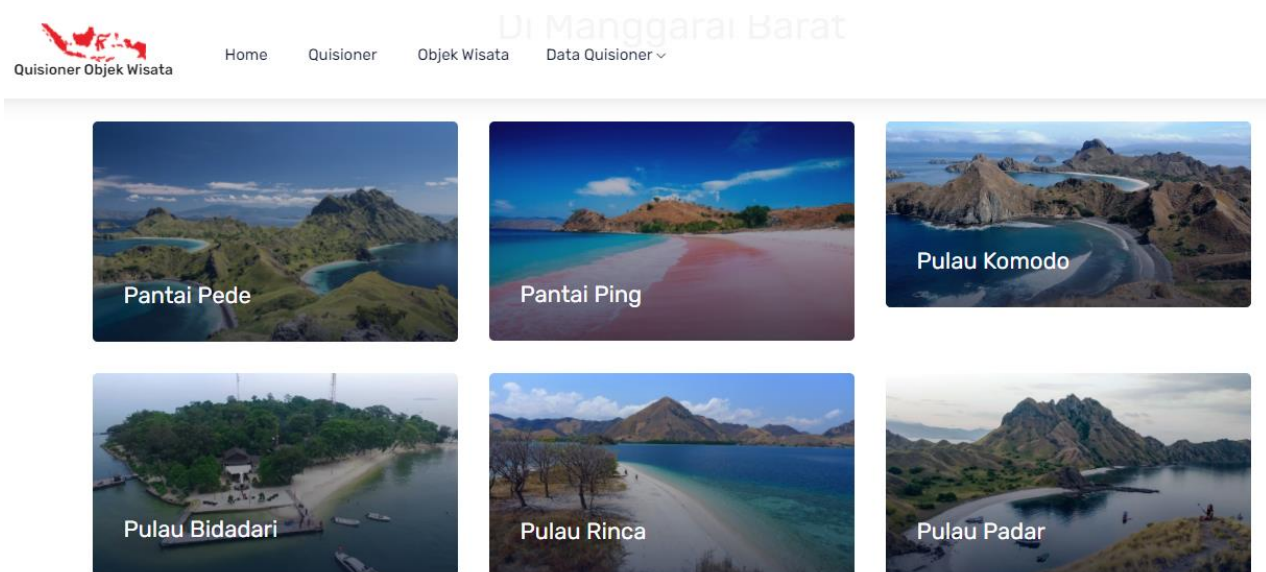 Di Manggarai Barat
Quisioner Objek Wisata
Home Quisioner Objek Wisata Data Quisioner
Pantai Pede
Pantai Ping
Pulau Komodo
Pulau Bidadari
Pulau Rinca
Pulau Padar